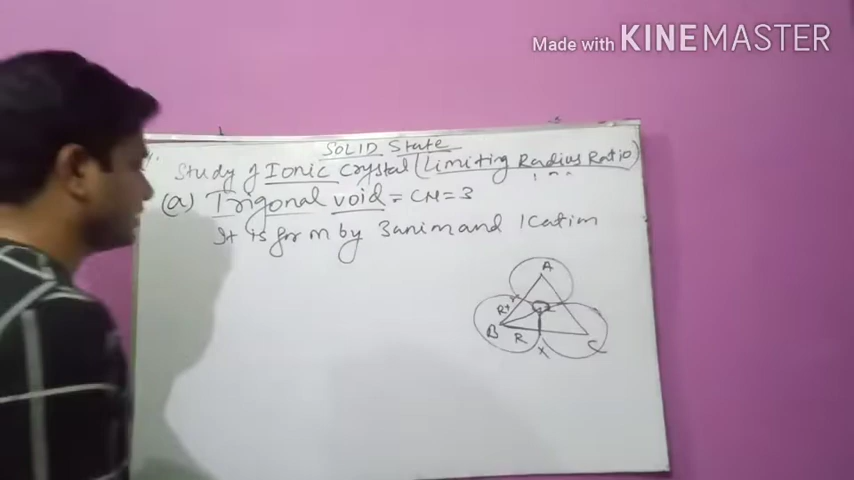 Made with KINEMASTER
SOLID State
Study of Ionic Crystal (Limiting Radius Ratio)
(a) Trigonal void = CN = 3
It is form by 3anion and 1Cation
A
R+r
B
R
X
C